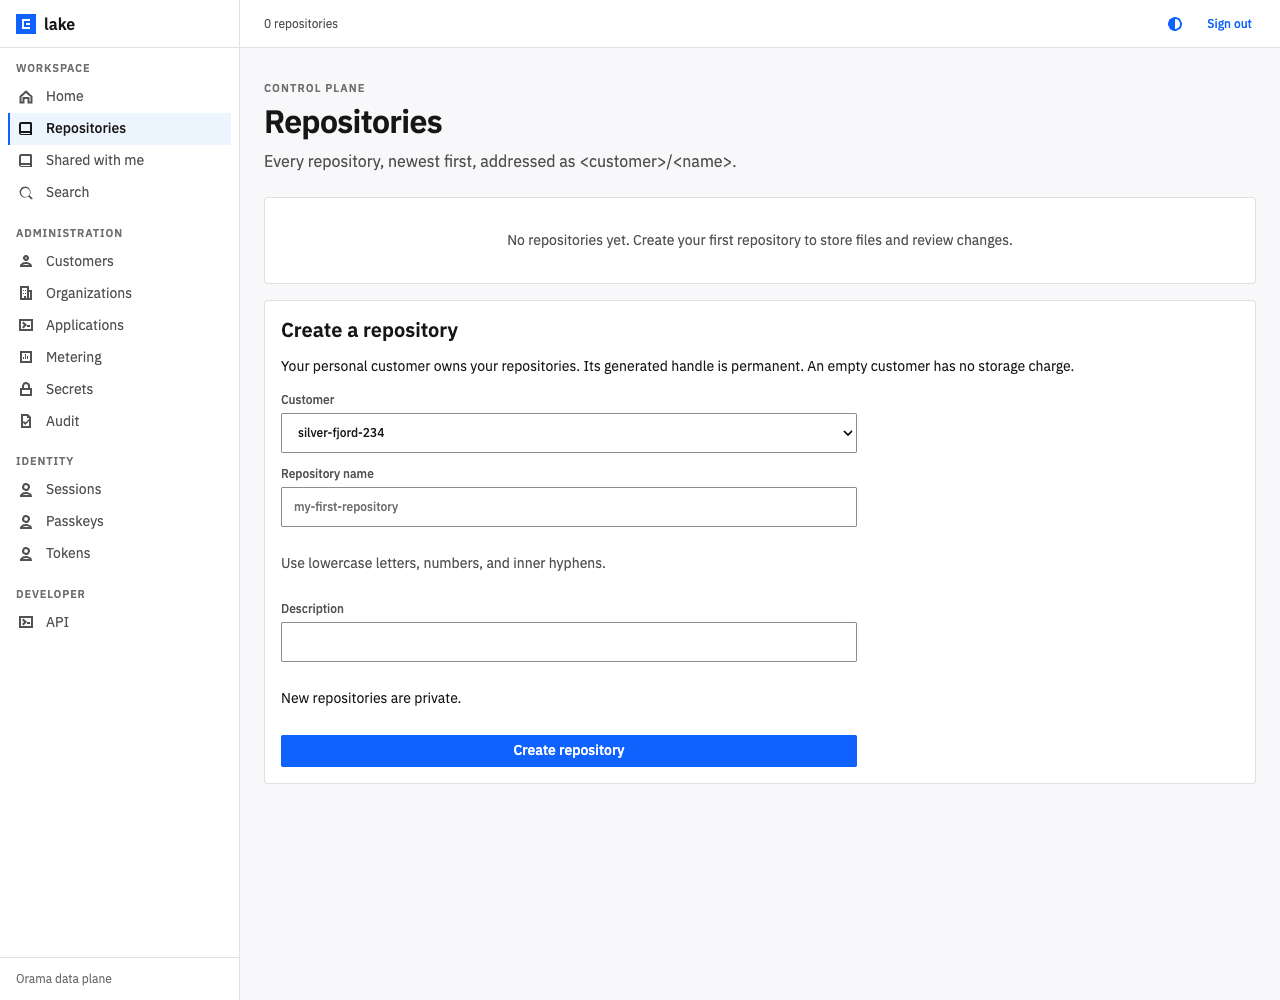 lake
WORKSPACE
Home
Repositories
Shared with me
Search
ADMINISTRATION
Customers
Organizations
Applications
Metering
Secrets
Audit
IDENTITY
Sessions
Passkeys
Tokens
DEVELOPER
API
Orama data plane
0 repositories
Sign out
CONTROL PLANE
Repositories
Every repository, newest first, addressed as <customer>/<name>.
No repositories yet. Create your first repository to store files and review changes.
Create a repository
Your personal customer owns your repositories. Its generated handle is permanent. An empty customer has no storage charge.
Customer
silver-fjord-234
Repository name
my-first-repository
Use lowercase letters, numbers, and inner hyphens.
Description
New repositories are private.
Create repository